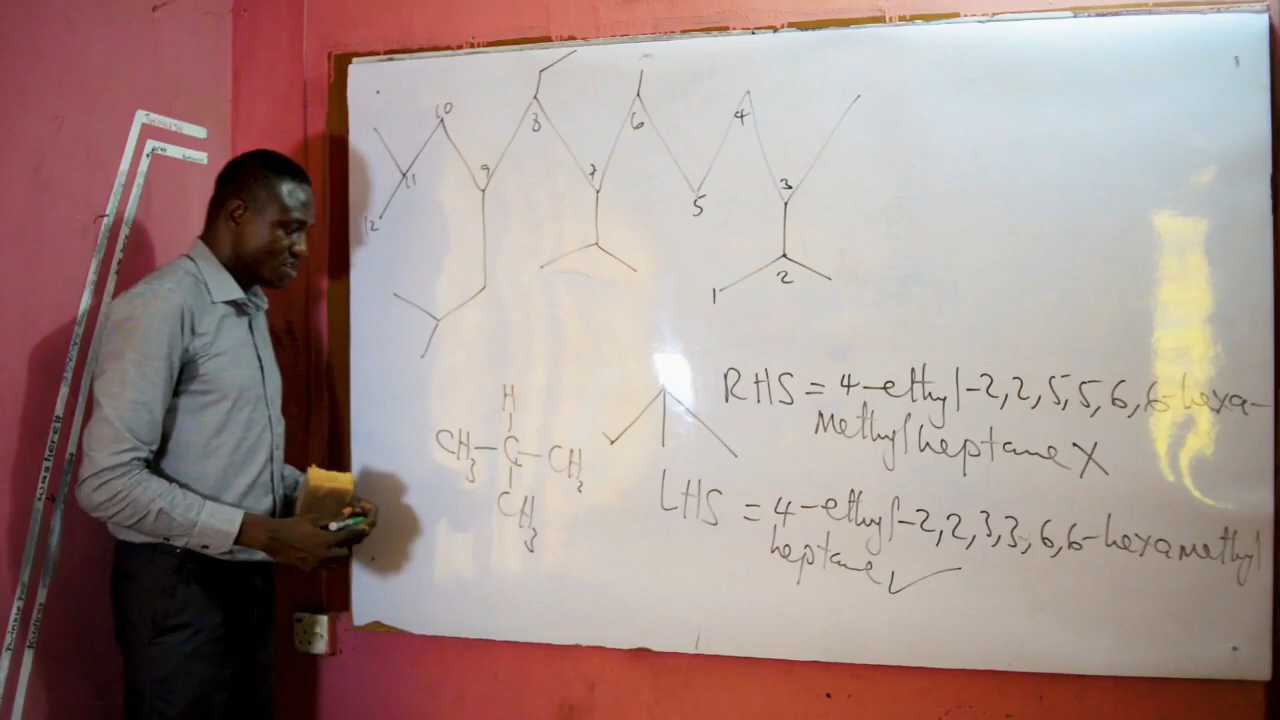 10
8
6
4
11
9
7
3
12
5
2
1
H
CH3-C-CH2
CH3
RHS = 4-ethyl-2,2,5,5,6,6-hexa-
Methylheptane X
LHS = 4-ethyl-2,2,3,3,6,6-hexamethyl
heptane ✓